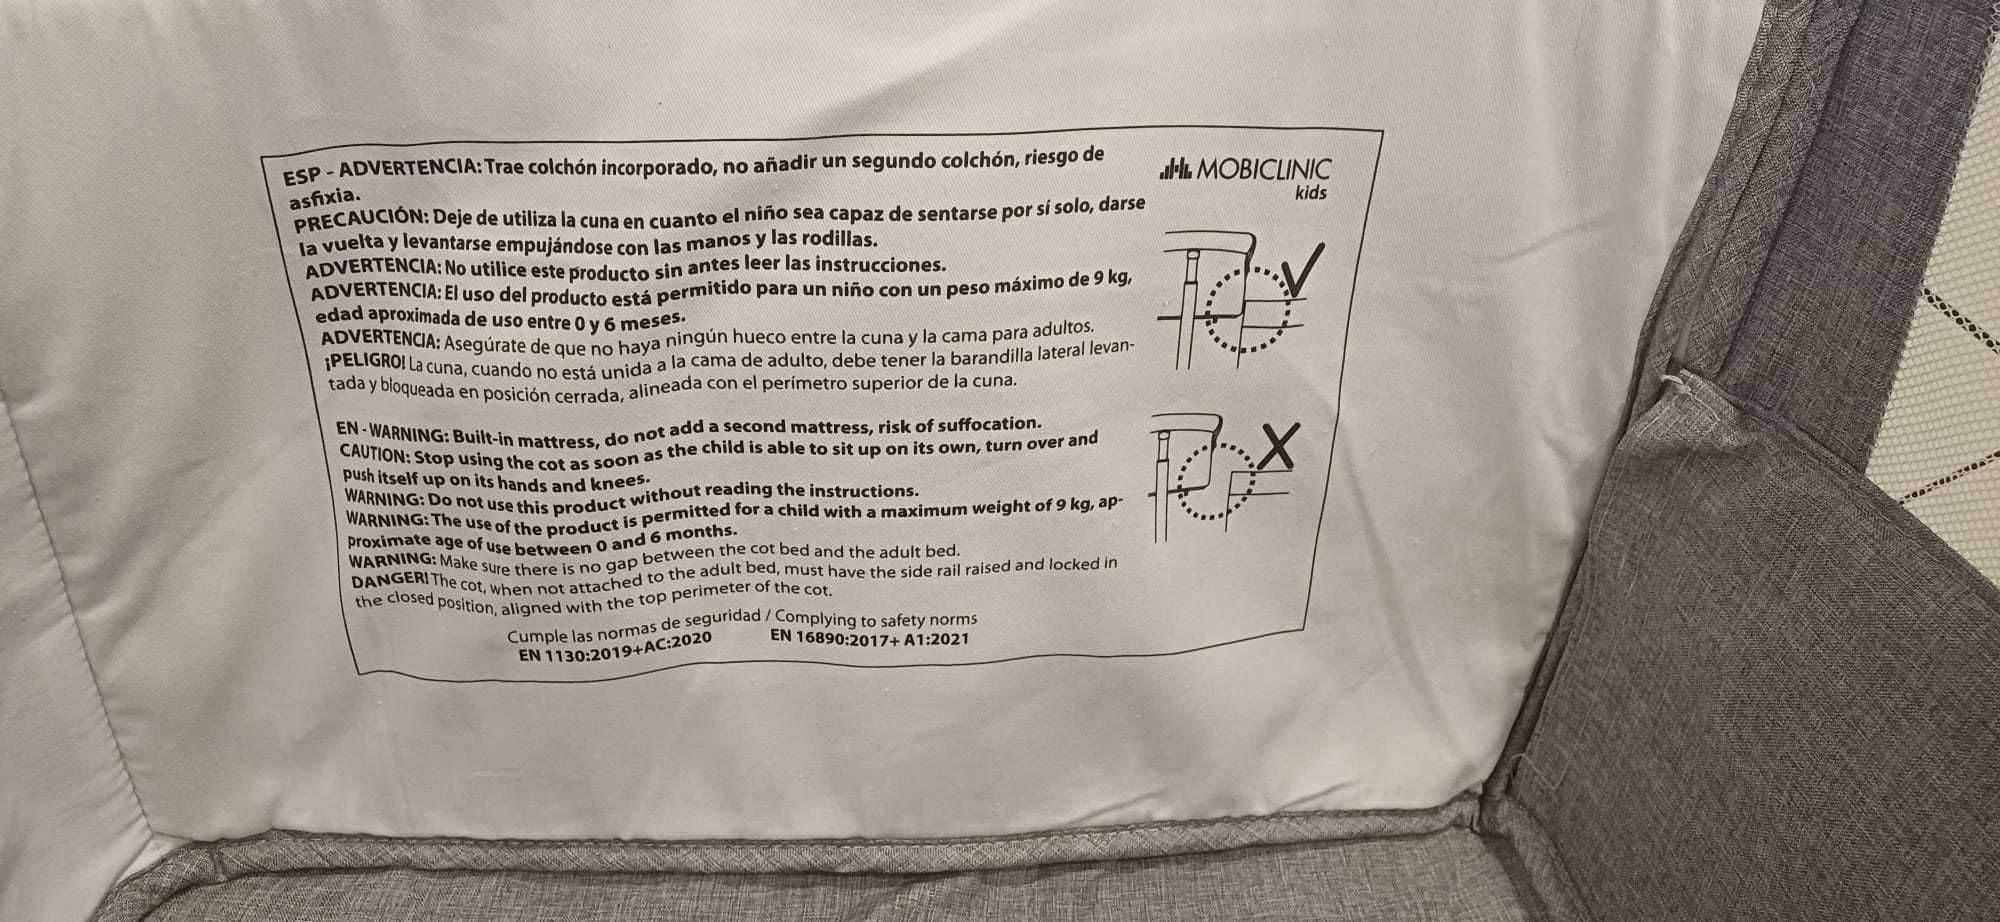 ESP - ADVERTENCIA: Trae colchón incorporado, no añadir un segundo colchón, riesgo de
asfixia.
PRECAUCIÓN: Deje de utiliza la cuna en cuanto el niño sea capaz de sentarse por sí solo, darse
la vuelta y levantarse empujándose con las manos y las rodillas.
ADVERTENCIA: No utilice este producto sin antes leer las instrucciones.
ADVERTENCIA: El uso del producto está permitido para un niño con un peso máximo de 9 kg,
edad aproximada de uso entre 0 y 6 meses.
ADVERTENCIA: Asegúrate de que no haya ningún hueco entre la cuna y la cama para adultos.
¡PELIGRO! La cuna, cuando no está unida a la cama de adulto, debe tener la barandilla lateral levan-
tada y bloqueada en posición cerrada, alineada con el perímetro superior de la cuna.
EN - WARNING: Built-in mattress, do not add a second mattress, risk of suffocation.
CAUTION: Stop using the cot as soon as the child is able to sit up on its own, turn over and
push itself up on its hands and knees.
WARNING: Do not use this product without reading the instructions.
WARNING: The use of the product is permitted for a child with a maximum weight of 9 kg, ap-
proximate age of use between 0 and 6 months.
WARNING: Make sure there is no gap between the cot bed and the adult bed.
DANGER! The cot, when not attached to the adult bed, must have the side rail raised and locked in
the closed position, aligned with the top perimeter of the cot.
Cumple las normas de seguridad / Complying to safety norms
EN 1130:2019+AC:2020 EN 16890:2017+ A1:2021
MOBICLINIC
kids